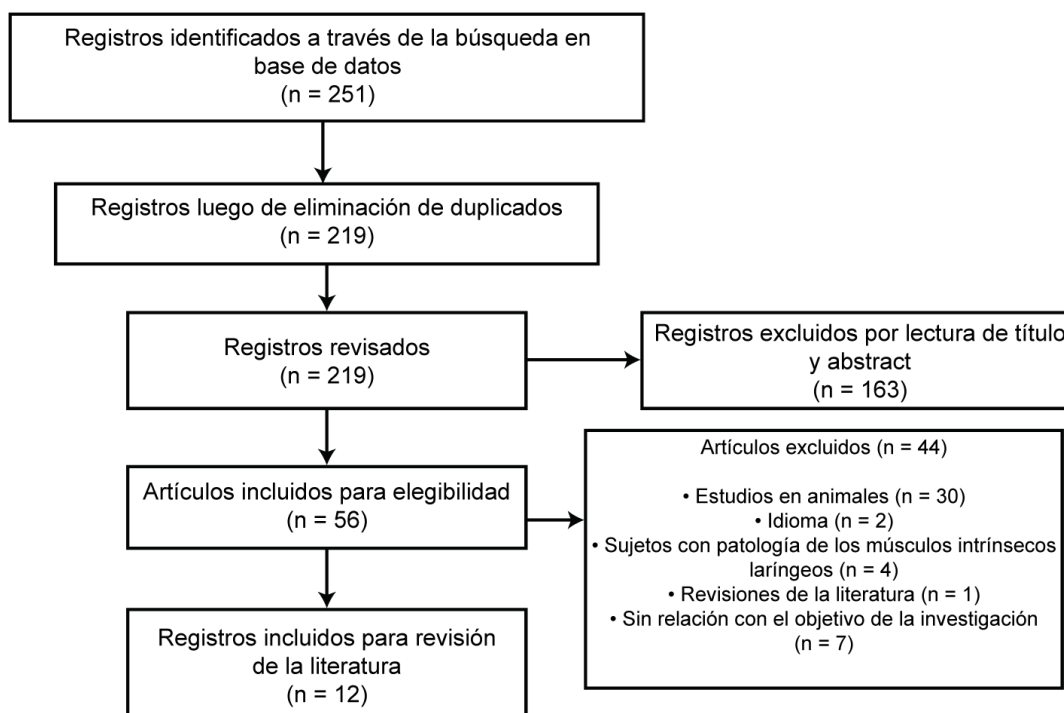 Registros identificados a través de la búsqueda en
base de datos
(n = 251)
Registros luego de eliminación de duplicados
(n = 219)
Registros revisados
(n = 219)
Registros excluidos por lectura de título
y abstract
(n = 163)
Artículos incluidos para elegibilidad
(n = 56)
Artículos excluidos (n = 44)
• Estudios en animales (n = 30)
• Idioma (n = 2)
• Sujetos con patología de los músculos intrínsecos
laríngeos (n = 4)
• Revisiones de la literatura (n = 1)
• Sin relación con el objetivo de la investigación
(n = 7)
Registros incluidos para revisión
de la literatura
(n = 12)